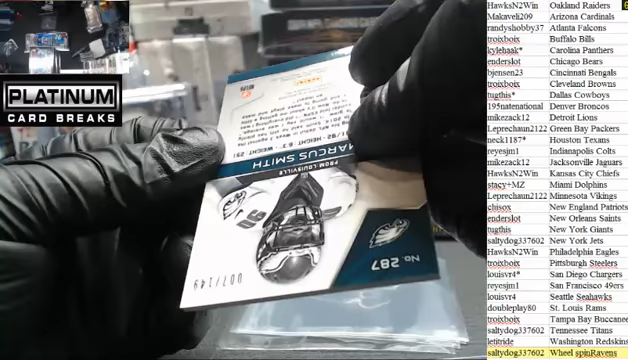 PLATINUM
CARD BREAKS
MARCUS SMITH
FROM LOUISVILLE
No. 287
007/149
HawksN2Win Oakland Raiders
Makaveli209 Arizona Cardinals
randyshobby37 Atlanta Falcons
troixboix Buffalo Bills
kylehaak* Carolina Panthers
enderslot Chicago Bears
bjensen23 Cincinnati Bengals
troixboix Cleveland Browns
tugthis* Dallas Cowboys
195natenational Denver Broncos
mikezack12 Detroit Lions
Leprechaun2122 Green Bay Packers
neck1187* Houston Texans
reyesjm1 Indianapolis Colts
mikezack12 Jacksonville Jaguars
HawksN2Win Kansas City Chiefs
stacy+MZ Miami Dolphins
Leprechaun2122 Minnesota Vikings
chisox New England Patriots
enderslot New Orleans Saints
tugthis New York Giants
saltydog337602 New York Jets
HawksN2Win Philadelphia Eagles
troixboix Pittsburgh Steelers
louisvr4* San Diego Chargers
reyesjm1 San Francisco 49ers
louisvr4 Seattle Seahawks
doubleplay80 St. Louis Rams
troixboix Tampa Bay Buccanee
saltydog337602 Tennessee Titans
letitride Washington Redskins
saltydog337602 Wheel spinRavens